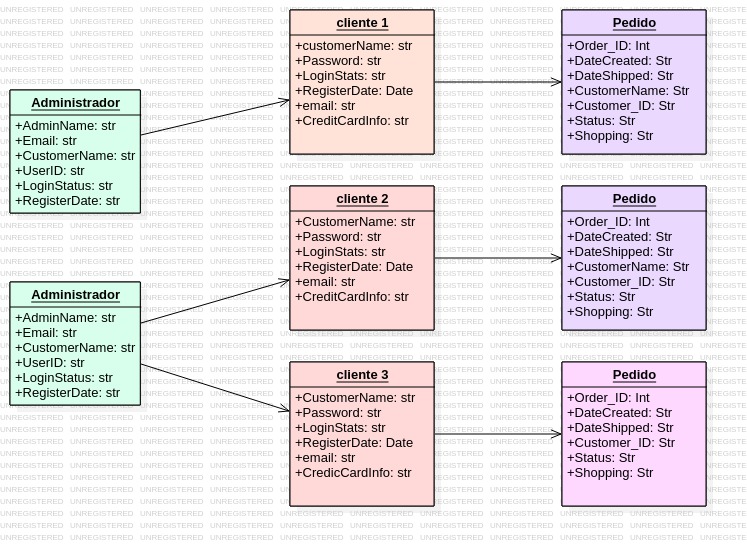 Administrador
+AdminName: str
+Email: str
+CustomerName: str
+UserID: str
+LoginStatus: str
+RegisterDate: str
cliente 1
+customerName: str
+Password: str
+LoginStats: str
+RegisterDate: Date
+email: str
+CreditCardInfo: str
Pedido
+Order_ID: Int
+DateCreated: Str
+DateShipped: Str
+CustomerName: Str
+Customer_ID: Str
+Status: Str
+Shopping: Str
Administrador
+AdminName: str
+Email: str
+CustomerName: str
+UserID: str
+LoginStatus: str
+RegisterDate: str
cliente 2
+CustomerName: str
+Password: str
+LoginStats: str
+RegisterDate: Date
+email: str
+CreditCardInfo: str
Pedido
+Order_ID: Int
+DateCreated: Str
+DateShipped: Str
+CustomerName: Str
+Customer_ID: Str
+Status: Str
+Shopping: Str
cliente 3
+CustomerName: str
+Password: str
+LoginStats: str
+RegisterDate: Date
+email: str
+CredicCardInfo: str
Pedido
+Order_ID: Int
+DateCreated: Str
+DateShipped: Str
+Customer_ID: Str
+Status: Str
+Shopping: Str
UNREGISTERED